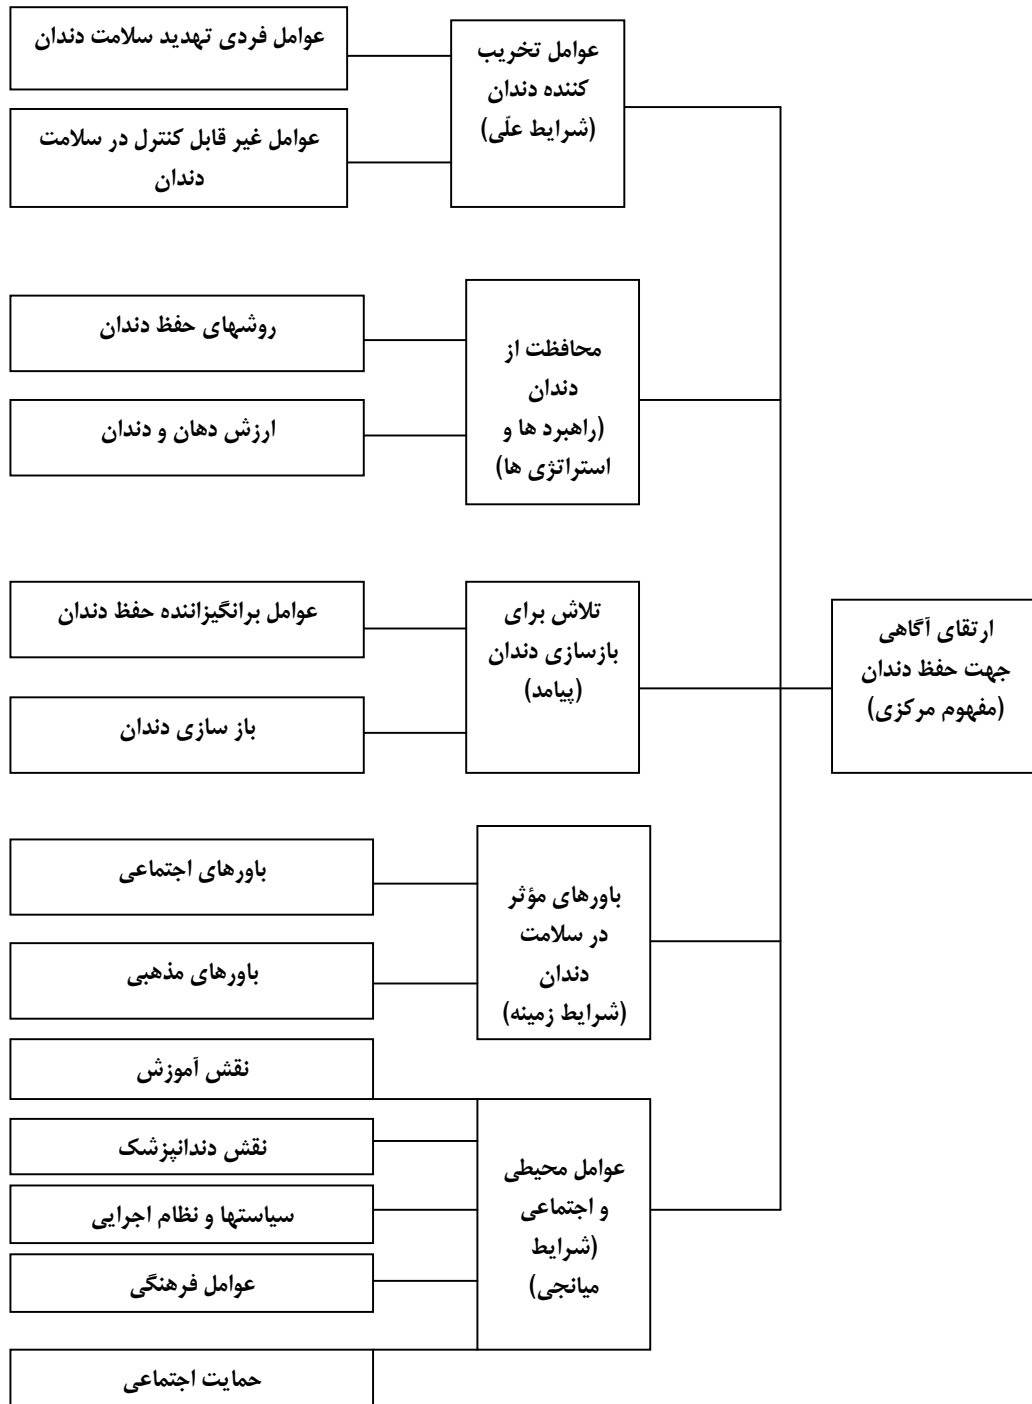 ارتقای آگاهی
جهت حفظ دندان
(مفهوم مرکزی)
عوامل تخریب
کننده دندان
(شرایط علّی)
عوامل فردی تهدید سلامت دندان
عوامل غیر قابل کنترل در سلامت
دندان
محافظت از
دندان
(راهبرد ها و
استراتژی ها)
روشهای حفظ دندان
ارزش دهان و دندان
تلاش برای
بازسازی دندان
(پیامد)
عوامل برانگیزاننده حفظ دندان
باز سازی دندان
باورهای مؤثر
در سلامت
دندان
(شرایط زمینه)
باورهای اجتماعی
باورهای مذهبی
عوامل محیطی
و اجتماعی
(شرایط
میانجی)
نقش آموزش
نقش دندانپزشک
سیاستها و نظام اجرایی
عوامل فرهنگی
حمایت اجتماعی